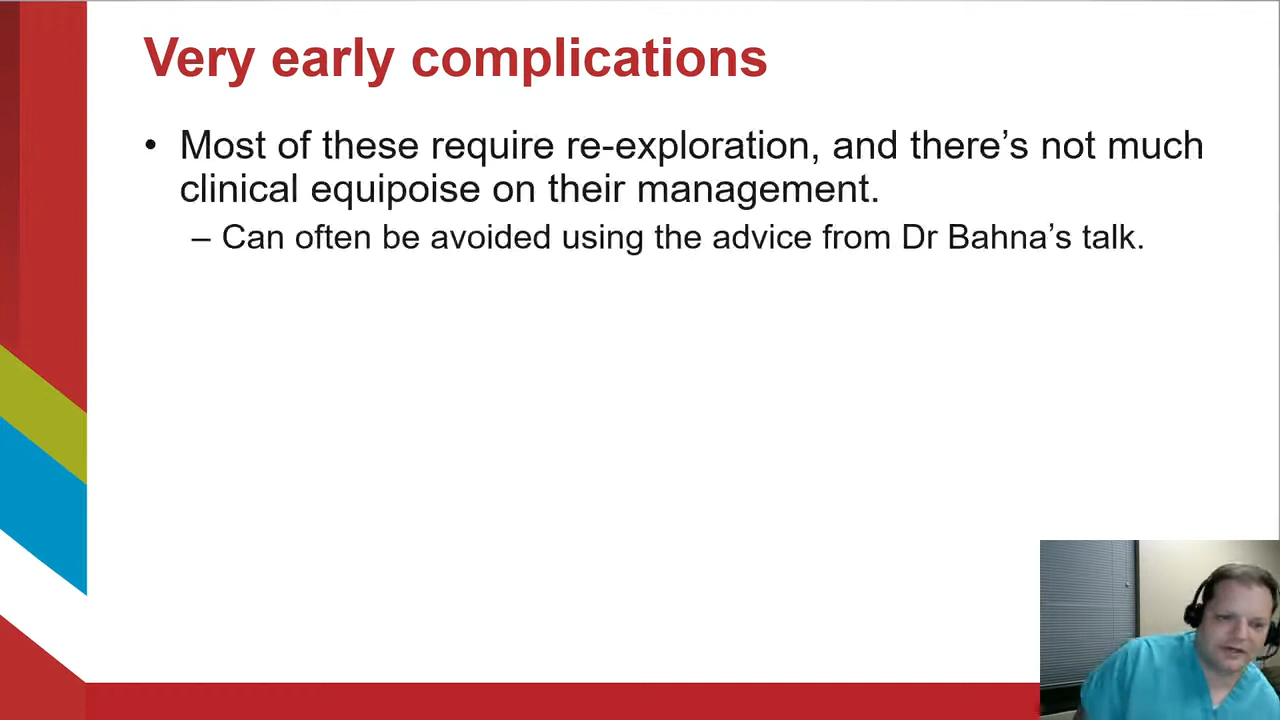 Very early complications
• Most of these require re-exploration, and there’s not much
clinical equipoise on their management.
– Can often be avoided using the advice from Dr Bahna’s talk.